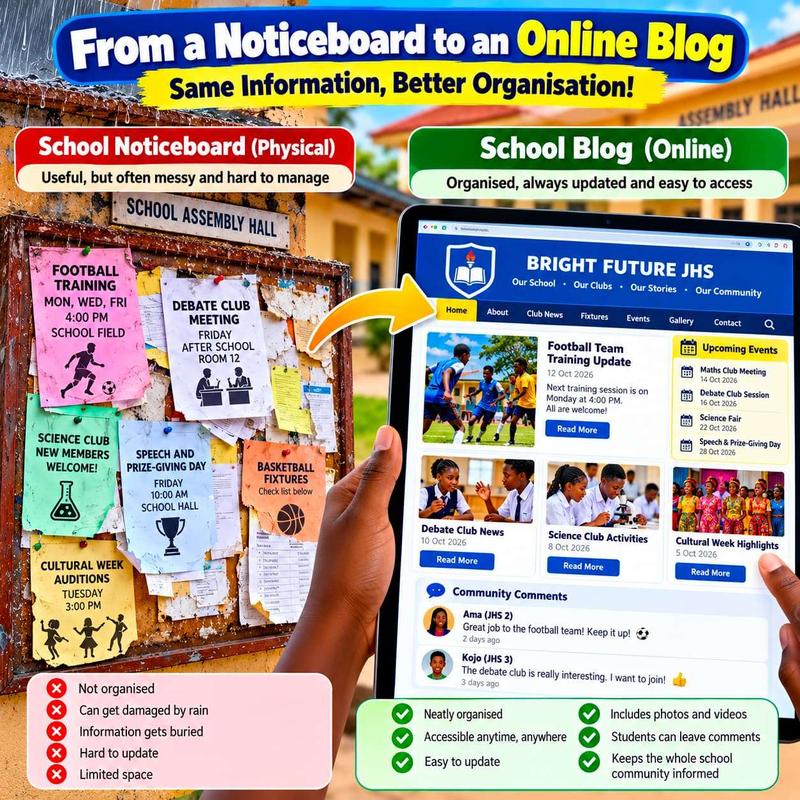 From a Noticeboard to an Online Blog
Same Information, Better Organisation!
School Noticeboard (Physical)
Useful, but often messy and hard to manage
SCHOOL ASSEMBLY HALL
FOOTBALL
TRAINING
MON, WED, FRI
4:00 PM
SCHOOL FIELD
DEBATE CLUB
MEETING
FRIDAY
AFTER SCHOOL
ROOM 12
SCIENCE CLUB
NEW MEMBERS
WELCOME!
SPEECH AND
PRIZE-GIVING DAY
FRIDAY
10:00 AM
SCHOOL HALL
BASKETBALL
FIXTURES
Check list below
CULTURAL WEEK
AUDITIONS
TUESDAY
3:00 PM
Not organised
Can get damaged by rain
Information gets buried
Hard to update
Limited space
ASSEMBLY HALL
School Blog (Online)
Organised, always updated and easy to access
BRIGHT FUTURE JHS
Our School • Our Clubs • Our Stories • Our Community
Home About Club News Fixtures Events Gallery Contact
Football Team
Training Update
12 Oct 2026
Next training session is on
Monday at 4:00 PM.
All are welcome!
Read More
Upcoming Events
Maths Club Meeting
14 Oct 2026
Debate Club Session
16 Oct 2026
Science Fair
22 Oct 2026
Speech & Prize-Giving Day
28 Oct 2026
Debate Club News
10 Oct 2026
Read More
Science Club Activities
8 Oct 2026
Read More
Cultural Week Highlights
5 Oct 2026
Read More
Community Comments
Ama (JHS 2)
Great job to the football team! Keep it up! ⚽
2 days ago
Kojo (JHS 3)
The debate club is really interesting. I want to join! 👍
3 days ago
Neatly organised
Accessible anytime, anywhere
Easy to update
Includes photos and videos
Students can leave comments
Keeps the whole school
community informed